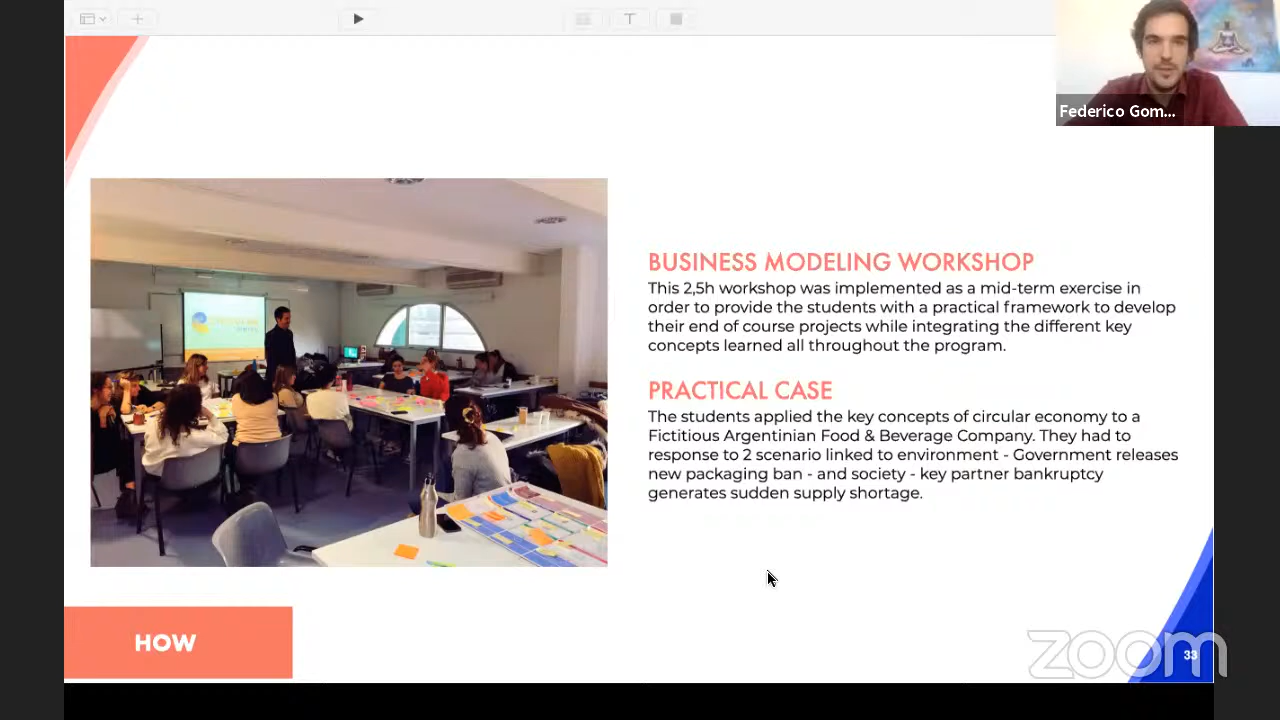 Federico Gom...
BUSINESS MODELING WORKSHOP
This 2,5h workshop was implemented as a mid-term exercise in
order to provide the students with a practical framework to develop
their end of course projects while integrating the different key
concepts learned all throughout the program.
PRACTICAL CASE
The students applied the key concepts of circular economy to a
Fictitious Argentinian Food & Beverage Company. They had to
response to 2 scenario linked to environment - Government releases
new packaging ban - and society - key partner bankruptcy
generates sudden supply shortage.
HOW
zoom
33